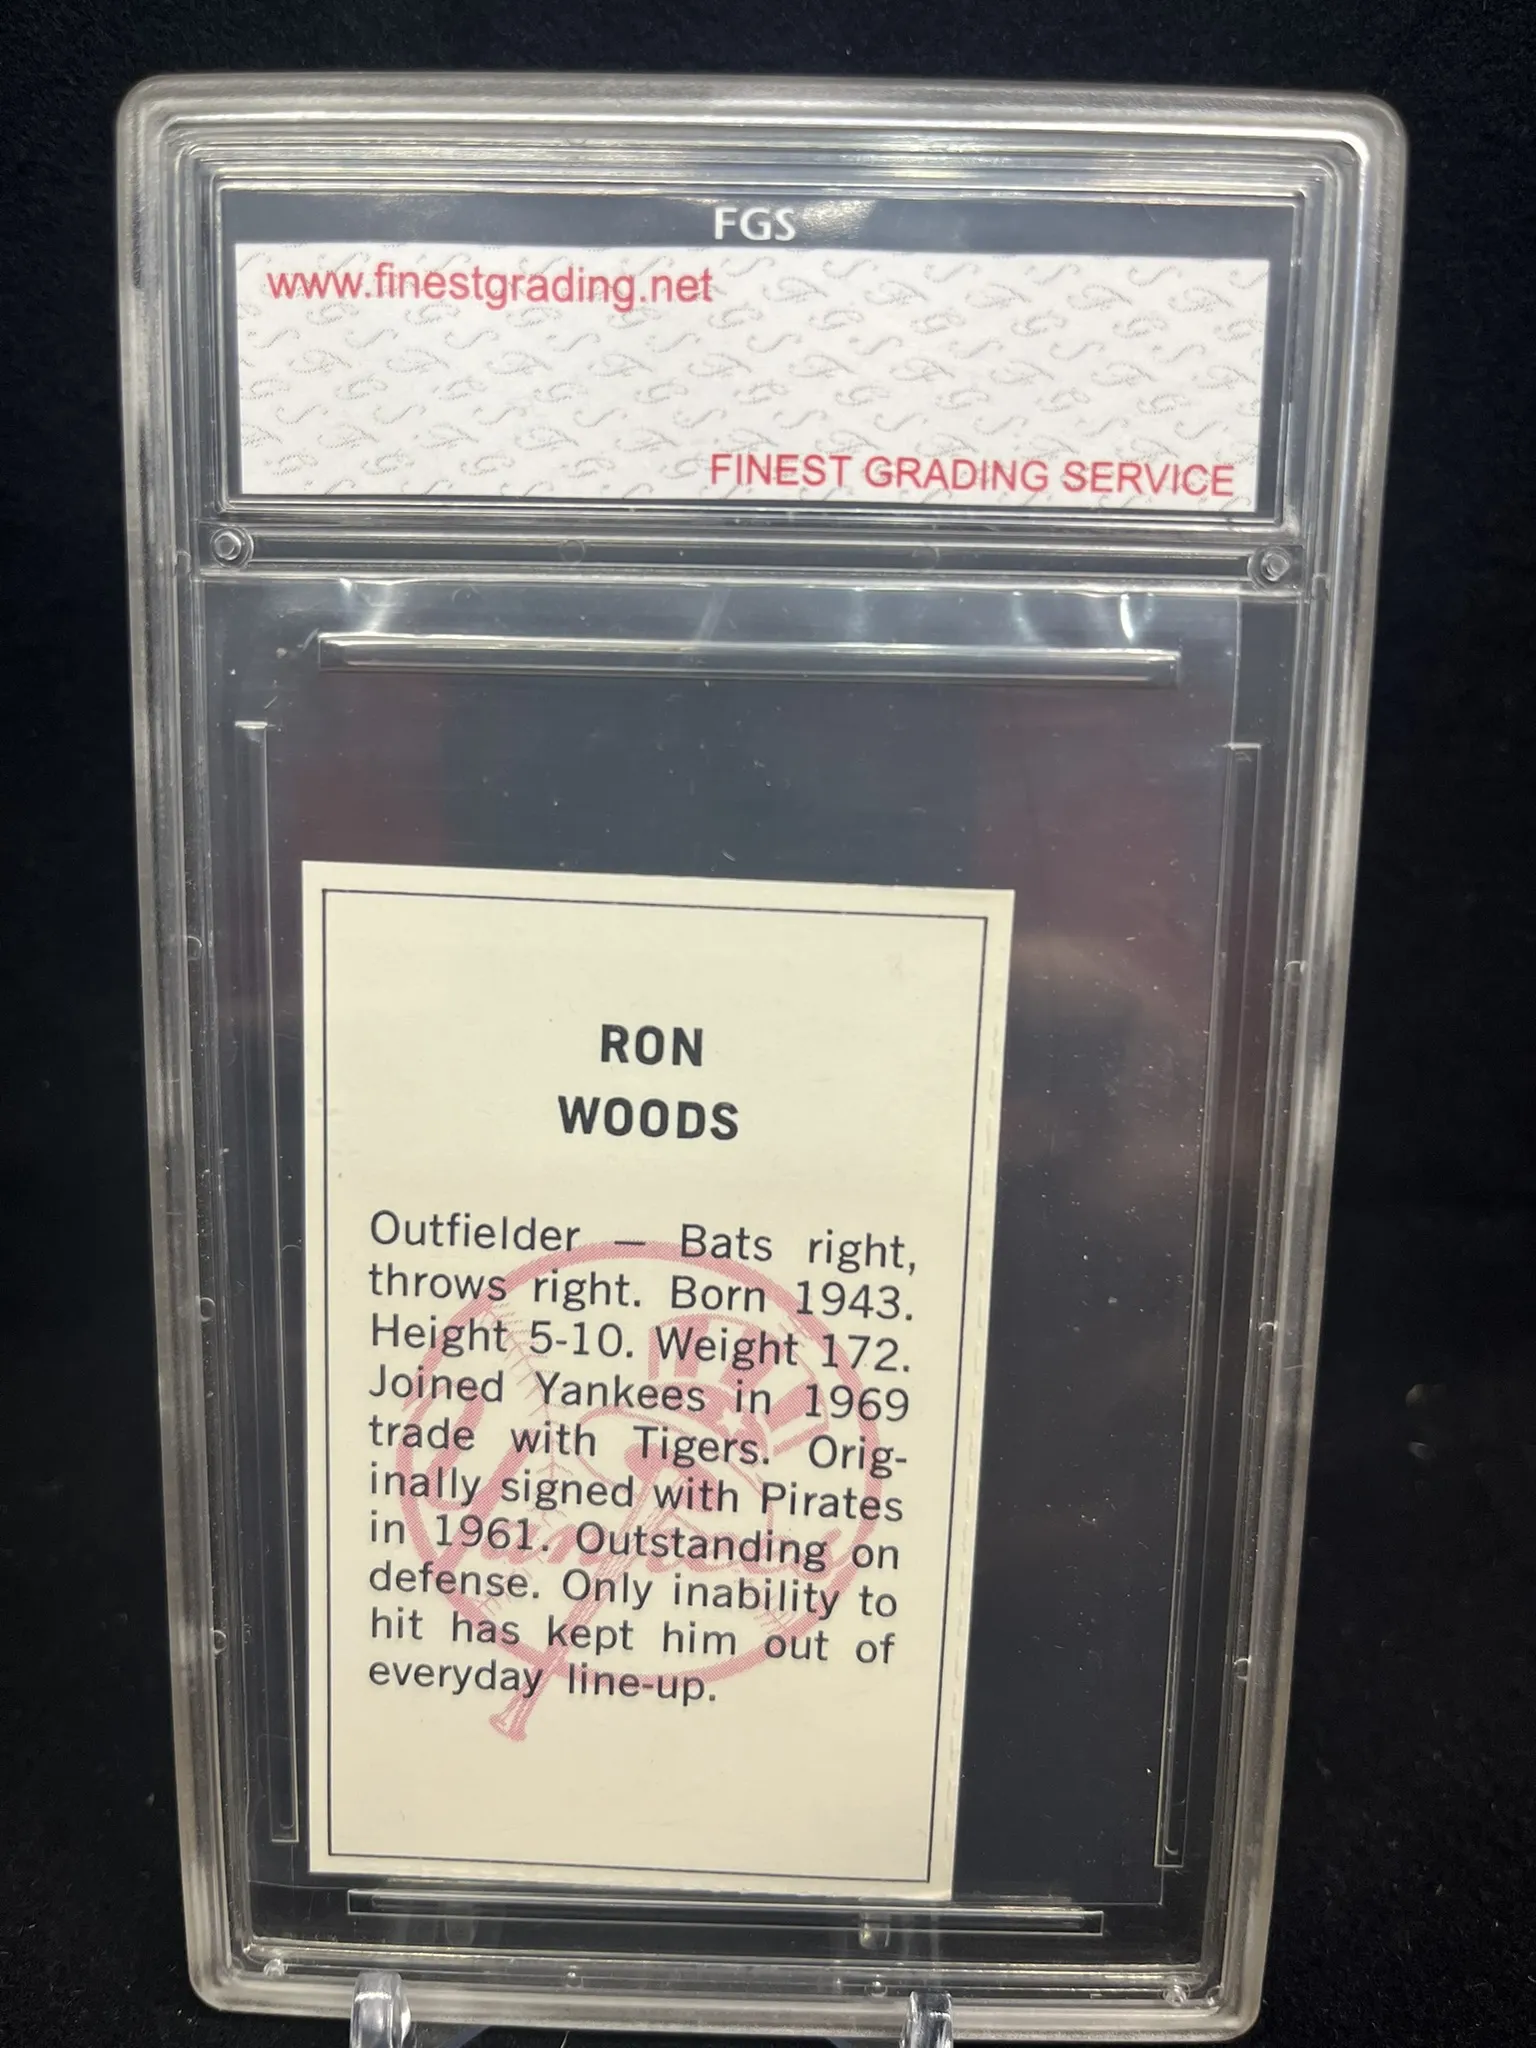 FGS
www.finestgrading.net
FINEST GRADING SERVICE
RON
WOODS
Outfielder — Bats right,
throws right. Born 1943.
Height 5-10. Weight 172.
Joined Yankees in 1969
trade with Tigers. Orig-
inally signed with Pirates
in 1961. Outstanding on
defense. Only inability to
hit has kept him out of
everyday line-up.